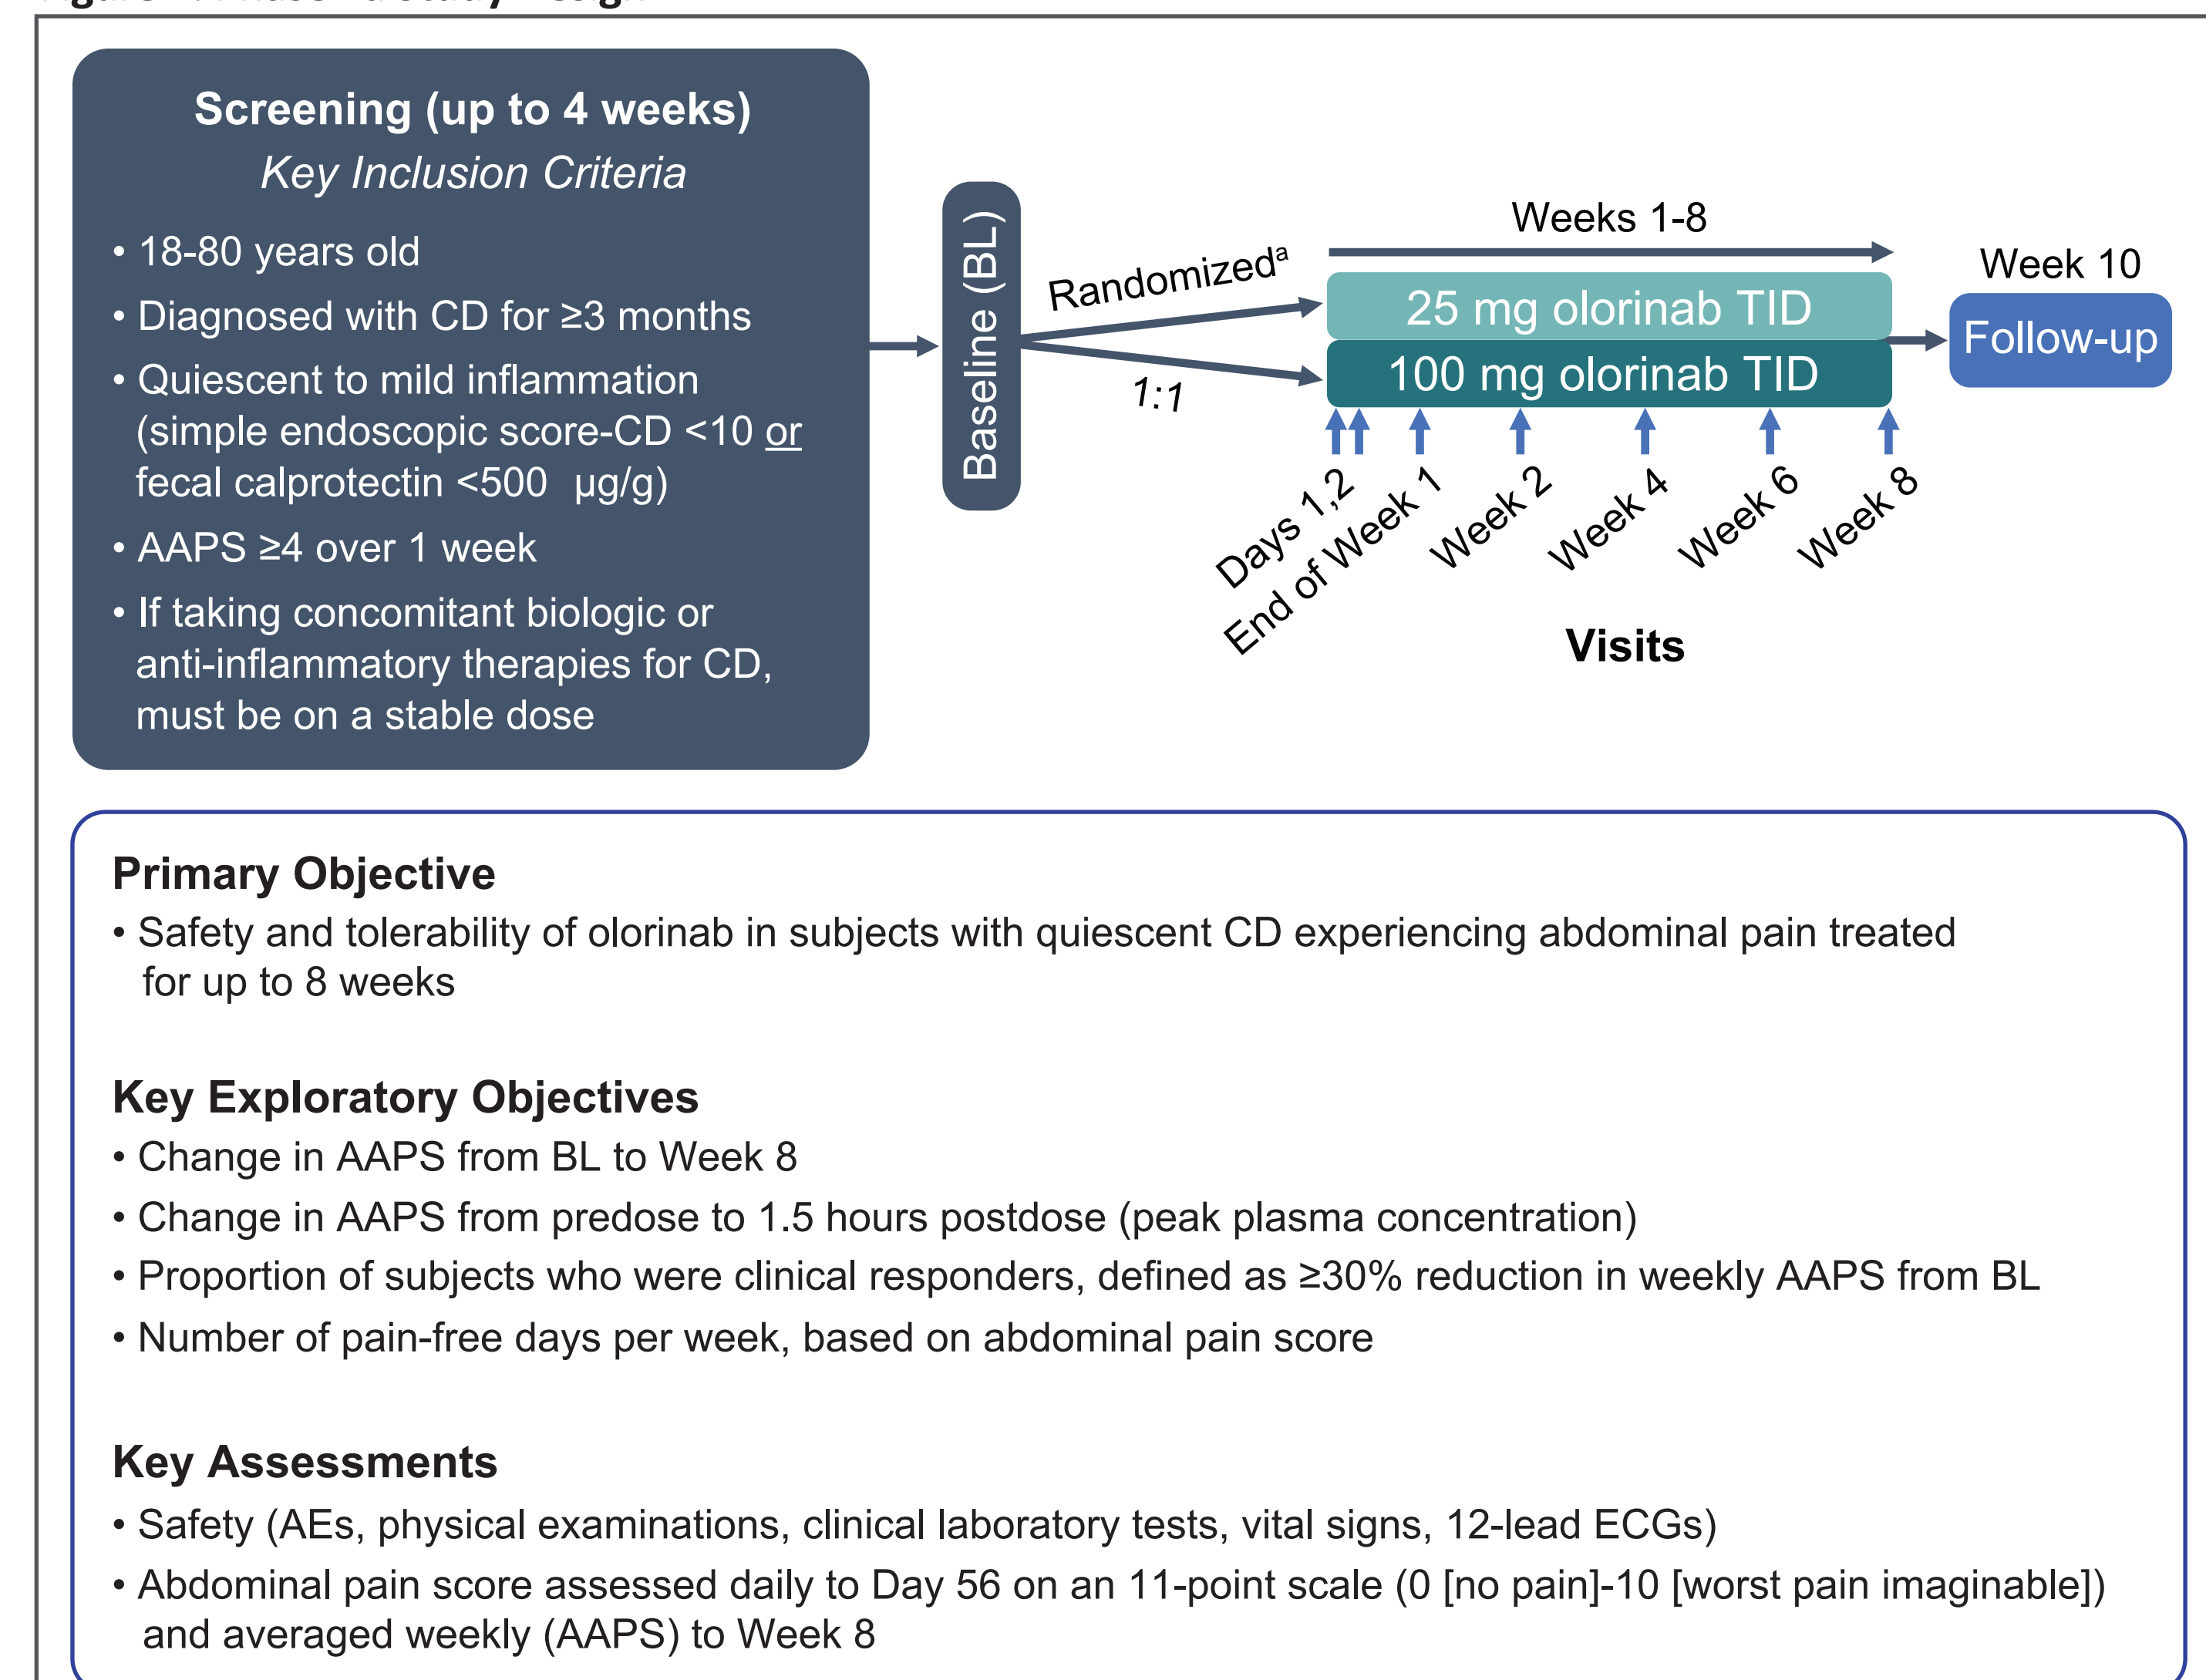 Screening (up to 4 weeks)
Key Inclusion Criteria
• 18-80 years old
• Diagnosed with CD for ≥3 months
• Quiescent to mild inflammation
(simple endoscopic score-CD <10 or
fecal calprotectin <500 µg/g)
• AAPS ≥4 over 1 week
• If taking concomitant biologic or
anti-inflammatory therapies for CD,
must be on a stable dose
Baseline (BL)
Randomizedᵃ
1:1
Weeks 1-8
25 mg olorinab TID
100 mg olorinab TID
Week 10
Follow-up
Days 1,2
End of Week 1
Week 2
Week 4
Week 6
Week 8
Visits
Primary Objective
• Safety and tolerability of olorinab in subjects with quiescent CD experiencing abdominal pain treated
for up to 8 weeks
Key Exploratory Objectives
• Change in AAPS from BL to Week 8
• Change in AAPS from predose to 1.5 hours postdose (peak plasma concentration)
• Proportion of subjects who were clinical responders, defined as ≥30% reduction in weekly AAPS from BL
• Number of pain-free days per week, based on abdominal pain score
Key Assessments
• Safety (AEs, physical examinations, clinical laboratory tests, vital signs, 12-lead ECGs)
• Abdominal pain score assessed daily to Day 56 on an 11-point scale (0 [no pain]-10 [worst pain imaginable])
and averaged weekly (AAPS) to Week 8